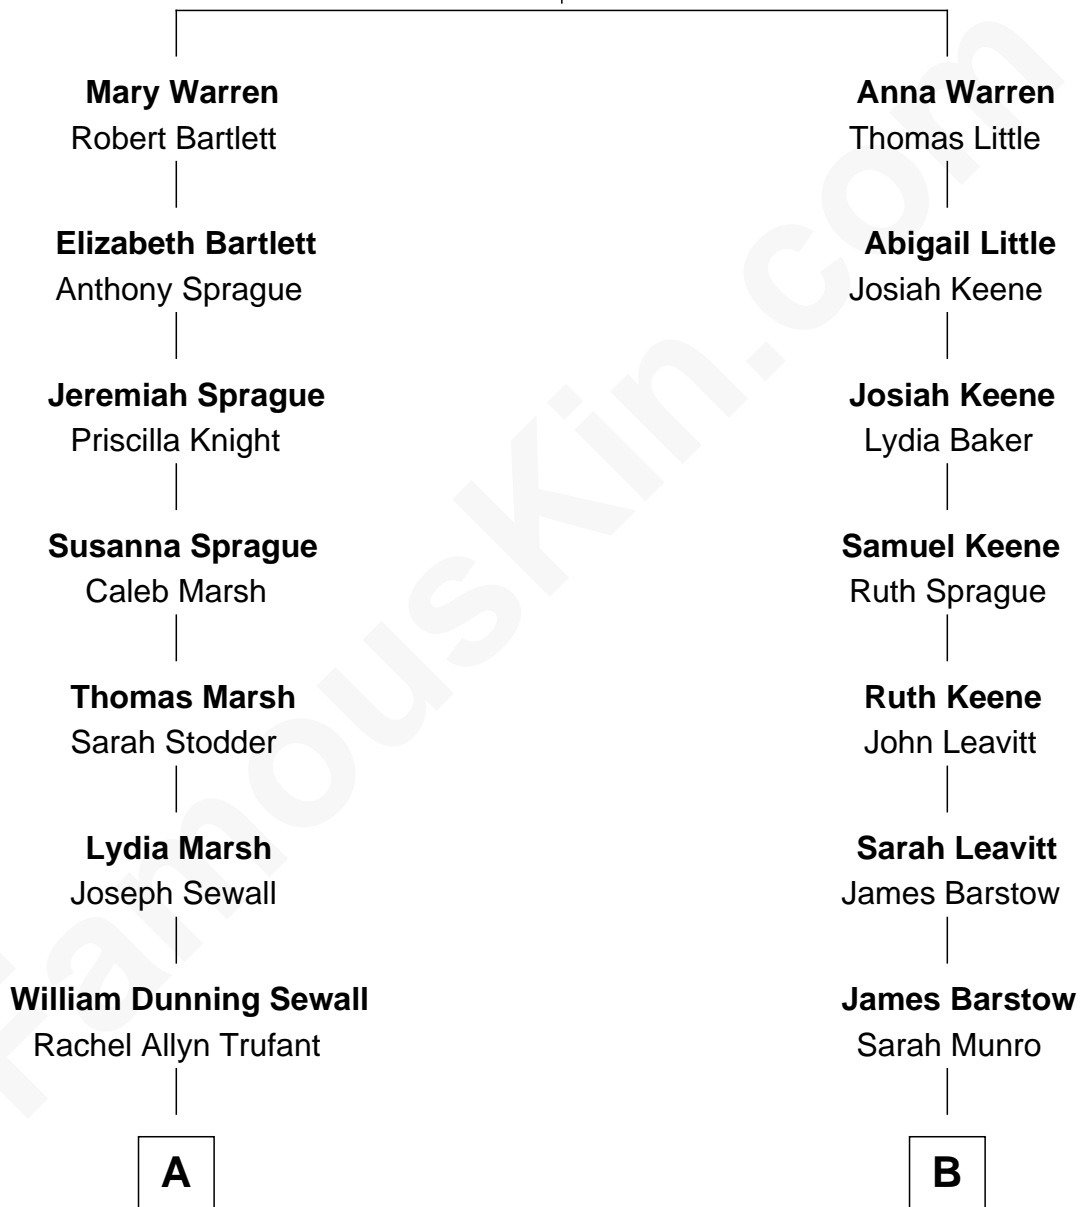 Mary Warren
Robert Bartlett
Elizabeth Bartlett
Anthony Sprague
Jeremiah Sprague
Priscilla Knight
Susanna Sprague
Caleb Marsh
Thomas Marsh
Sarah Stodder
Lydia Marsh
Joseph Sewall
William Dunning Sewall
Rachel Allyn Trufant
A
Anna Warren
Thomas Little
Abigail Little
Josiah Keene
Josiah Keene
Lydia Baker
Samuel Keene
Ruth Sprague
Ruth Keene
John Leavitt
Sarah Leavitt
James Barstow
James Barstow
Sarah Munro
B
FamousKin.com